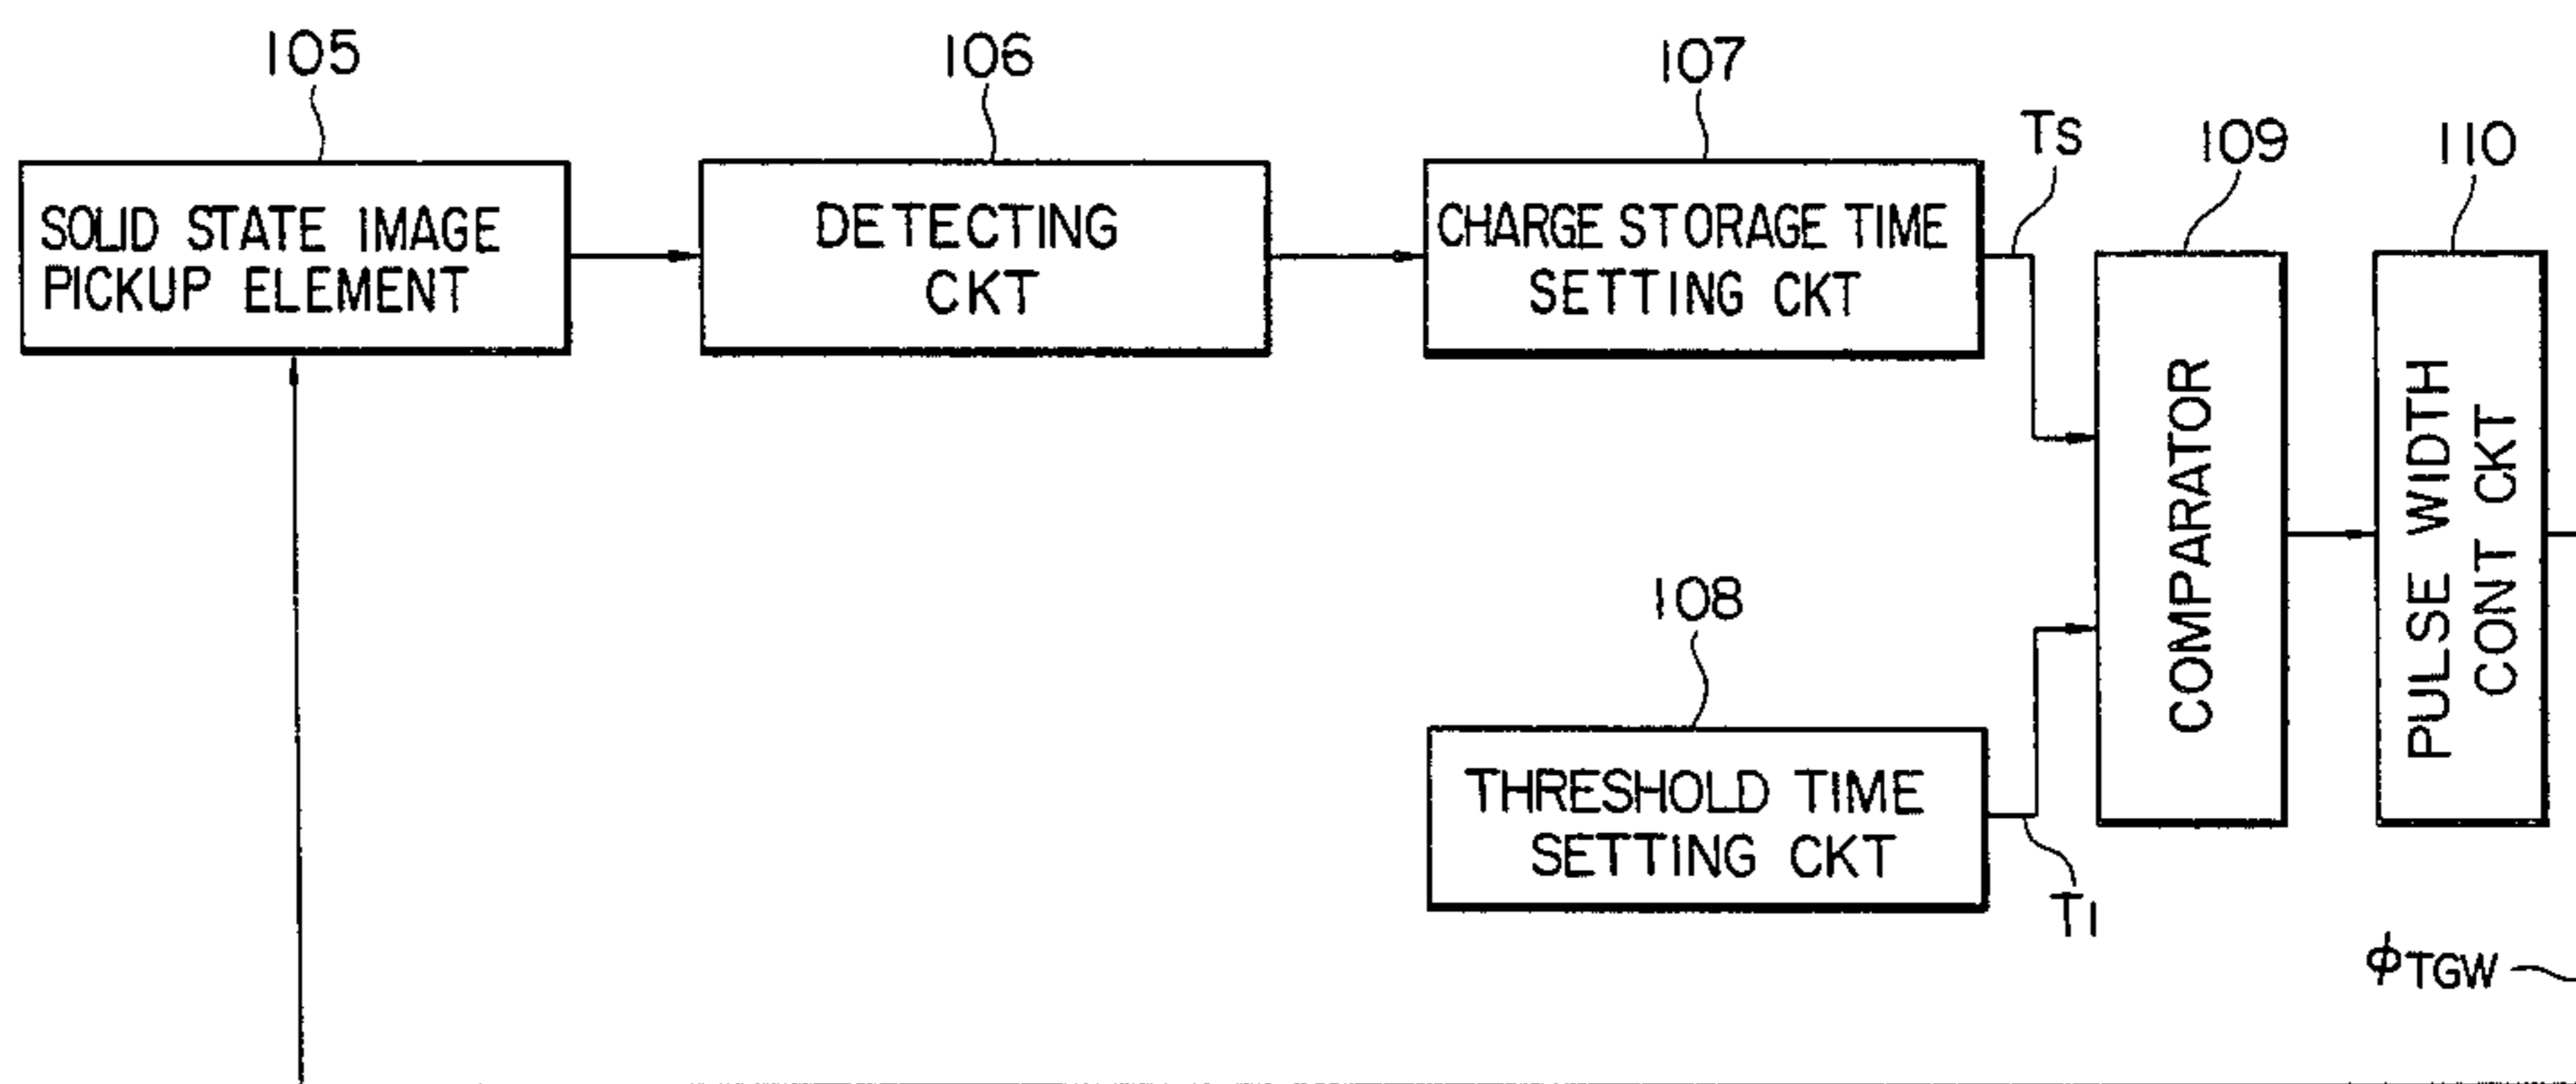 105
106
107
TS
109
110
SOLID STATE IMAGE
PICKUP ELEMENT
DETECTING
CKT
CHARGE STORAGE TIME
SETTING CKT
COMPARATOR
PULSE WIDTH
CONT CKT
108
THRESHOLD TIME
SETTING CKT
T1
ϕTGW